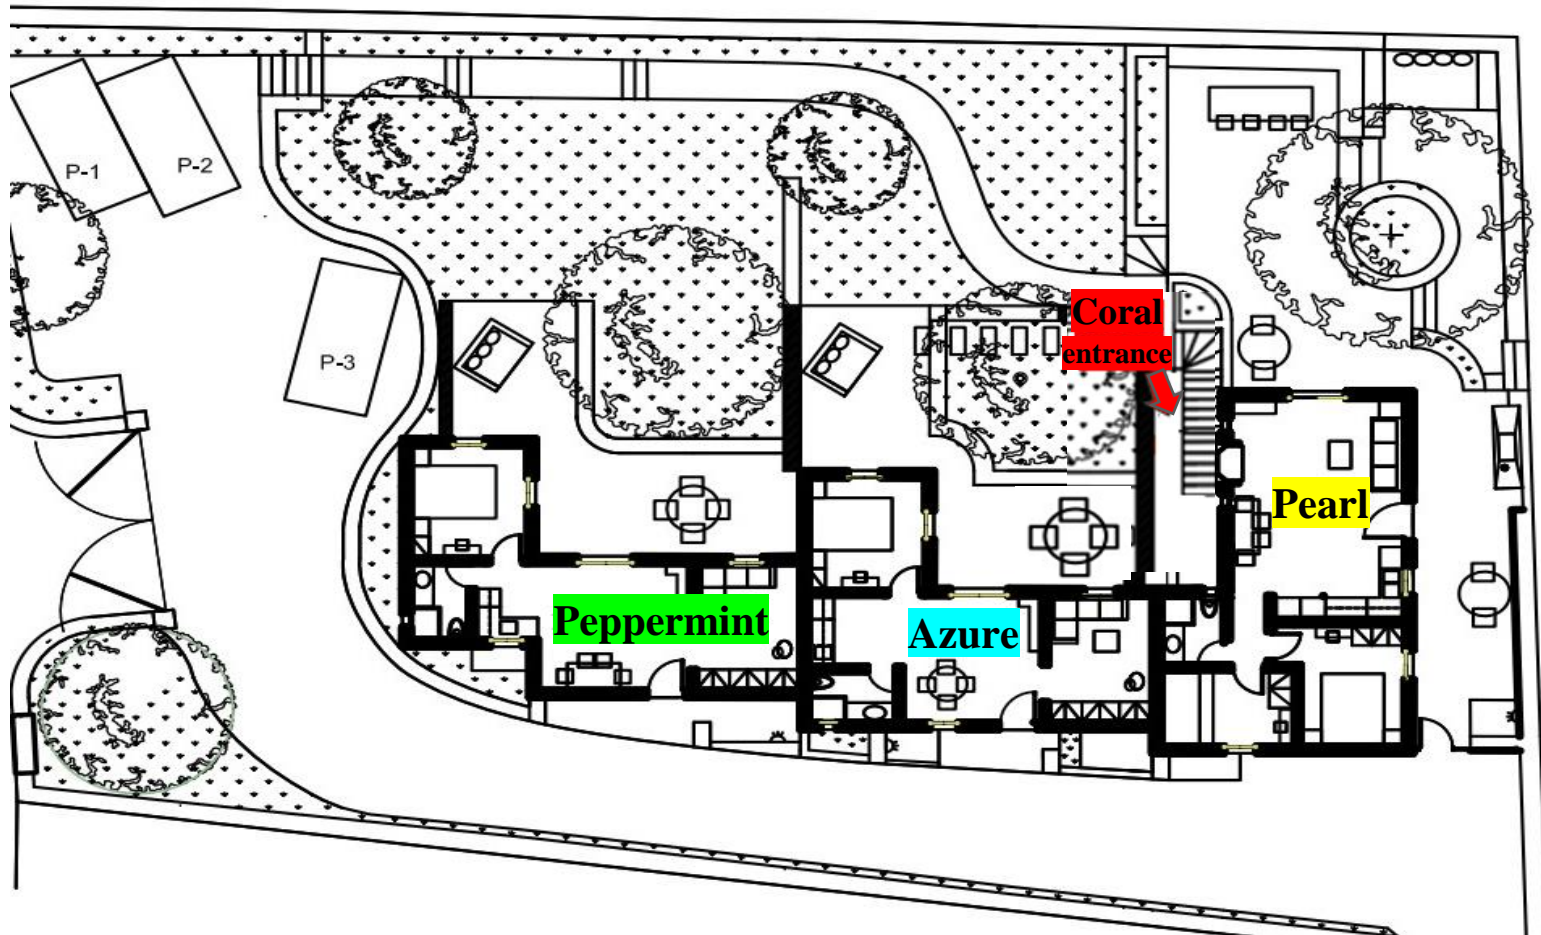 P-1
P-2
P-3
Coral
entrance
Pearl
Peppermint
Azure